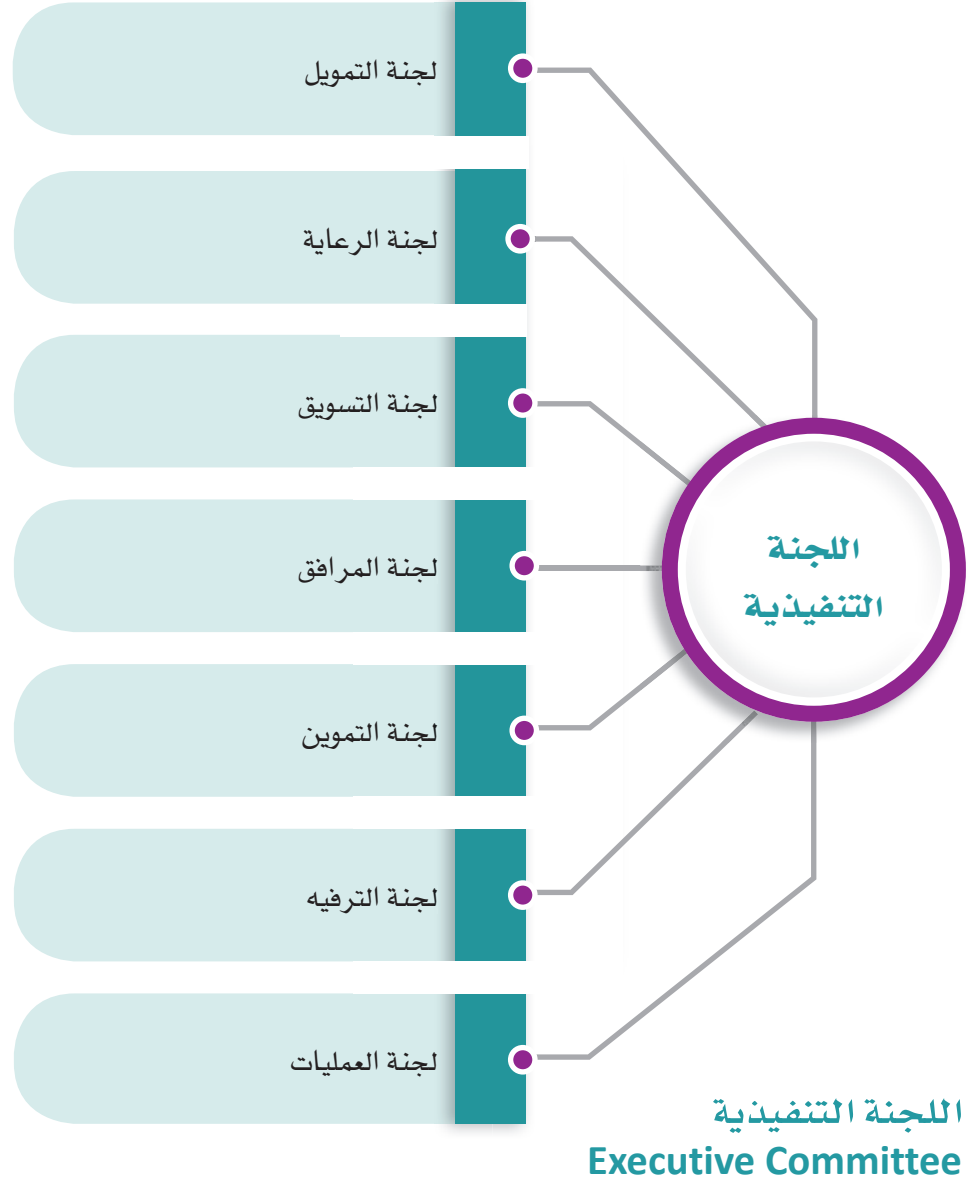 لجنة التمويل
لجنة الرعاية
لجنة التسويق
لجنة المرافق
لجنة التموين
لجنة الترفيه
لجنة العمليات
اللجنة
التنفيذية
اللجنة التنفيذية
Executive Committee